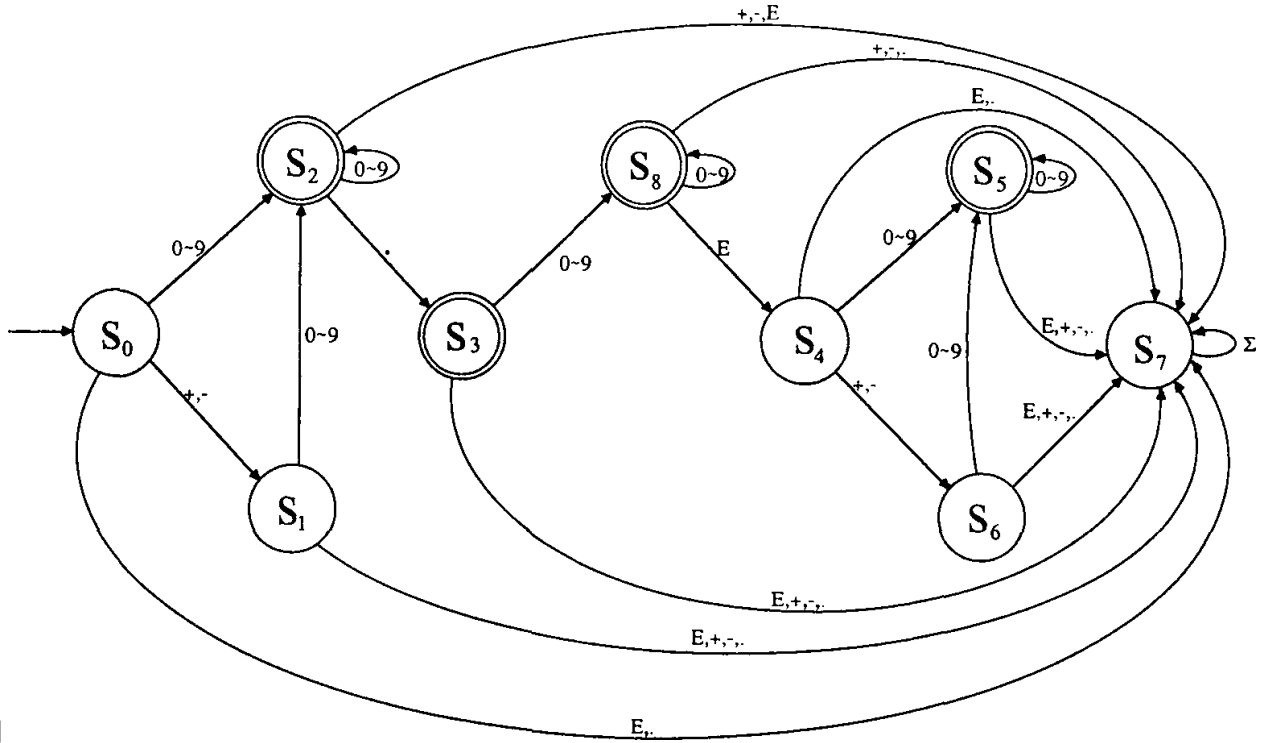 +,-,E
+,-,.
E,.
S₂
0~9
S₈
0~9
S₅
0~9
0~9
.
0~9
E
0~9
S₀
0~9
S₃
S₄
0~9
E,+,-,.
S₇
Σ
+,-
+,-
E,+,-,.
S₁
S₆
E,+,-,.
E,+,-,.
E,.